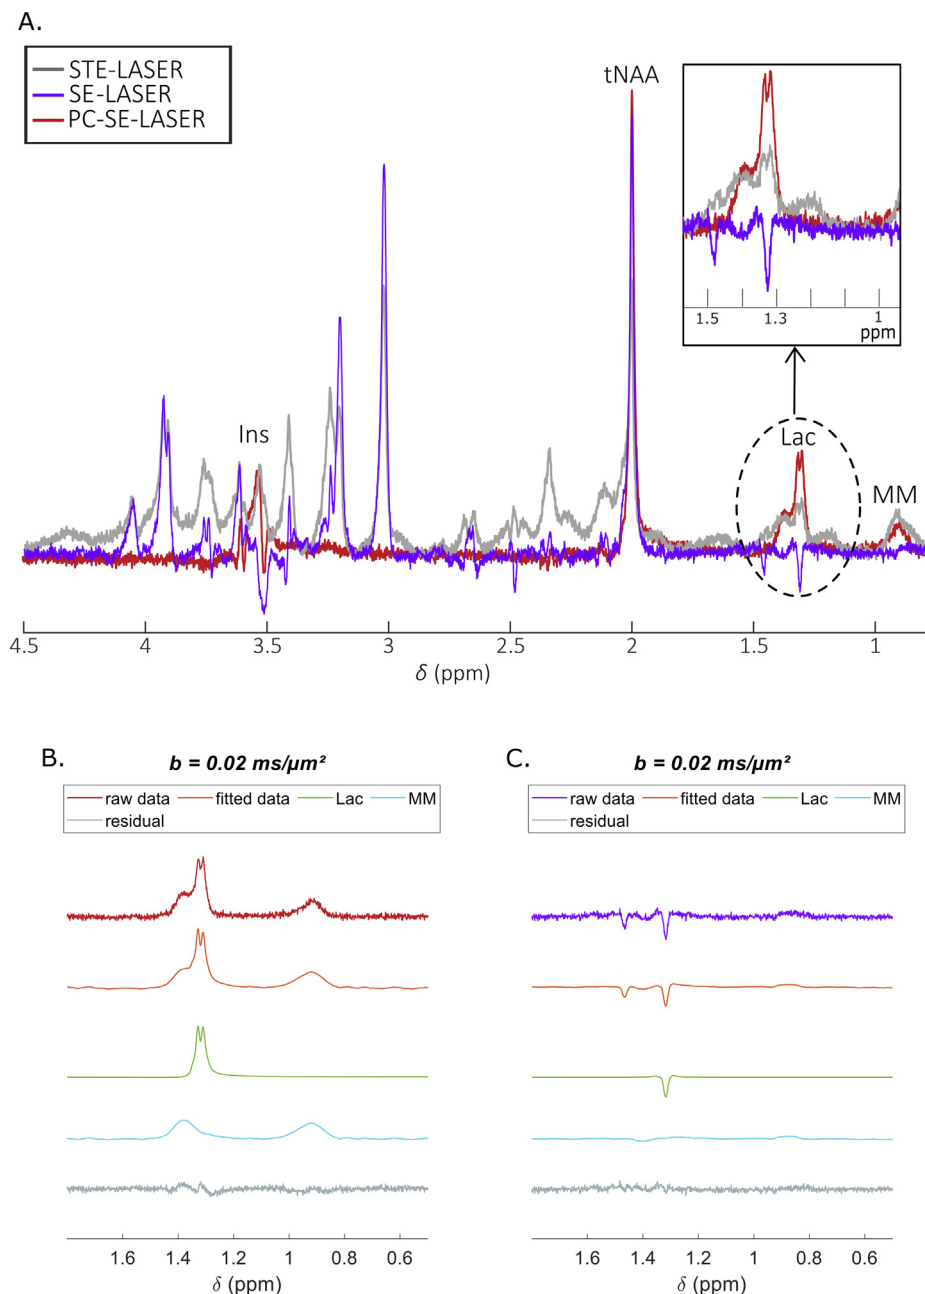 A.
STE-LASER
SE-LASER
PC-SE-LASER
tNAA
Ins
Lac
MM
1.5 1.3 1
ppm
4.5 4 3.5 3 2.5 2 1.5 1
δ (ppm)
B.
b = 0.02 ms/μm²
raw data fitted data Lac MM
residual
1.6 1.4 1.2 1 0.8 0.6
δ (ppm)
C.
b = 0.02 ms/μm²
raw data fitted data Lac MM
residual
1.6 1.4 1.2 1 0.8 0.6
δ (ppm)